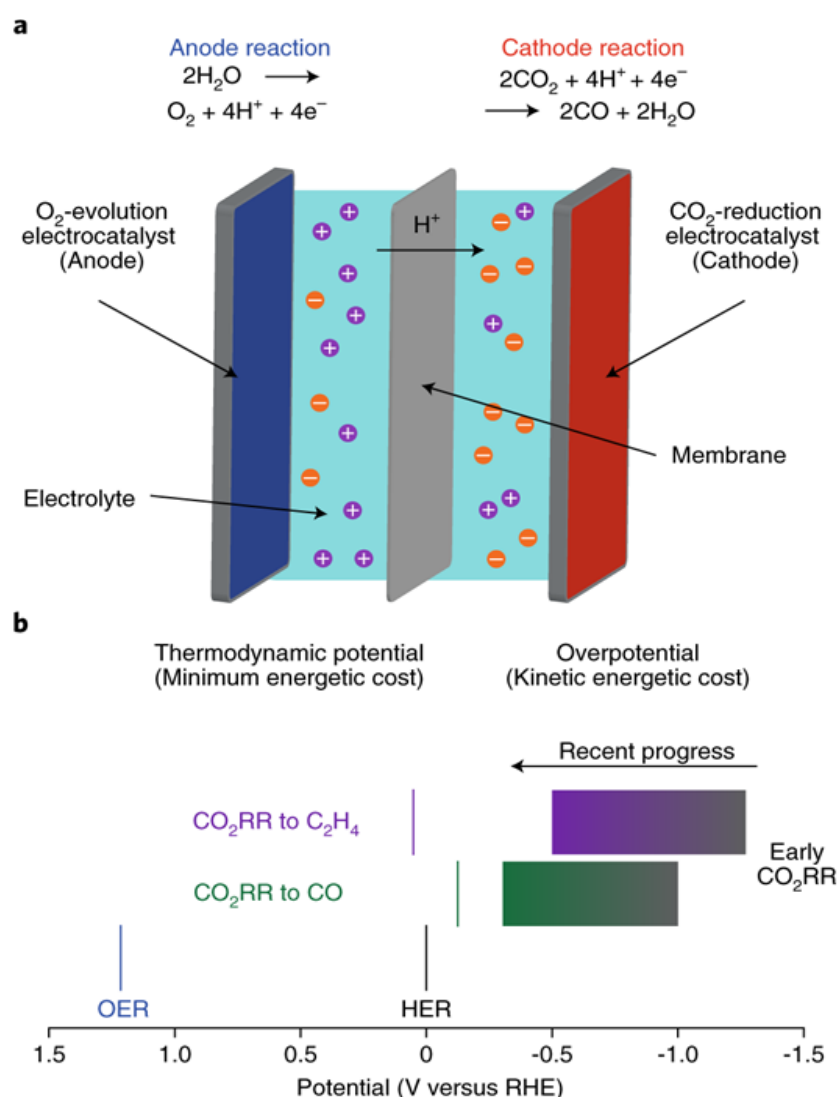 a
Anode reaction
2H₂O ⟶
O₂ + 4H⁺ + 4e⁻
Cathode reaction
2CO₂ + 4H⁺ + 4e⁻
⟶ 2CO + 2H₂O
O₂-evolution
electrocatalyst
(Anode)
H⁺
CO₂-reduction
electrocatalyst
(Cathode)
Membrane
Electrolyte
b
Thermodynamic potential
(Minimum energetic cost)
Overpotential
(Kinetic energetic cost)
Recent progress
CO₂RR to C₂H₄
Early
CO₂RR
CO₂RR to CO
OER
HER
1.5 1.0 0.5 0 -0.5 -1.0 -1.5
Potential (V versus RHE)